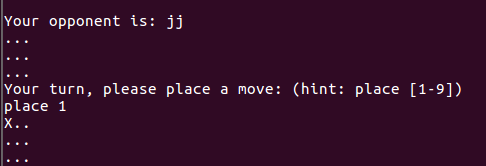 Your opponent is: jj
...
...
...
Your turn, please place a move: (hint: place [1-9])
place 1
X..
...
...